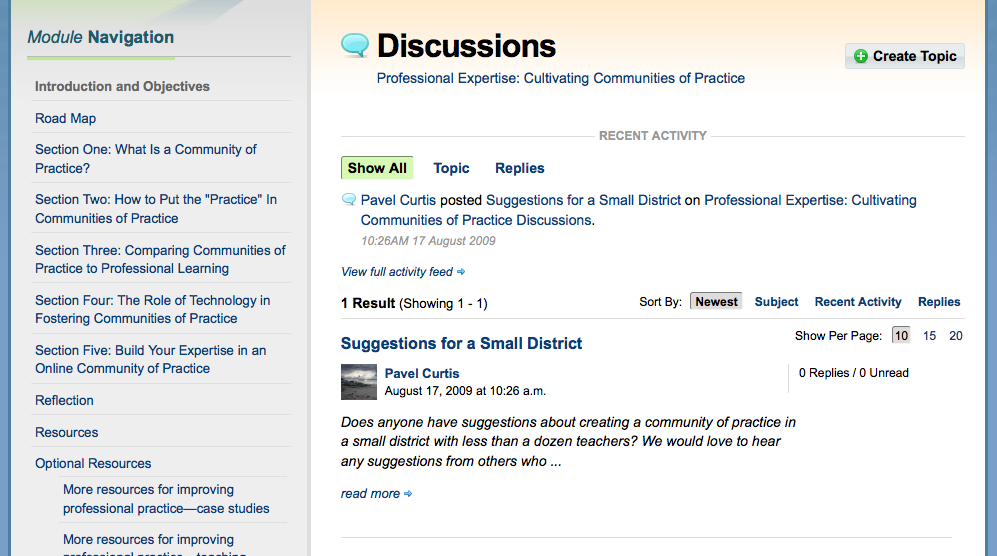 Module Navigation
Introduction and Objectives
Road Map
Section One: What Is a Community of
Practice?
Section Two: How to Put the "Practice" In
Communities of Practice
Section Three: Comparing Communities of
Practice to Professional Learning
Section Four: The Role of Technology in
Fostering Communities of Practice
Section Five: Build Your Expertise in an
Online Community of Practice
Reflection
Resources
Optional Resources
More resources for improving
professional practice—case studies
More resources for improving
professional practice—teaching
Discussions
Create Topic
Professional Expertise: Cultivating Communities of Practice
RECENT ACTIVITY
Show All Topic Replies
Pavel Curtis posted Suggestions for a Small District on Professional Expertise: Cultivating
Communities of Practice Discussions.
10:26AM 17 August 2009
View full activity feed
1 Result (Showing 1 - 1) Sort By: Newest Subject Recent Activity Replies
Show Per Page: 10 15 20
Suggestions for a Small District
Pavel Curtis
August 17, 2009 at 10:26 a.m.
0 Replies / 0 Unread
Does anyone have suggestions about creating a community of practice in
a small district with less than a dozen teachers? We would love to hear
any suggestions from others who ...
read more